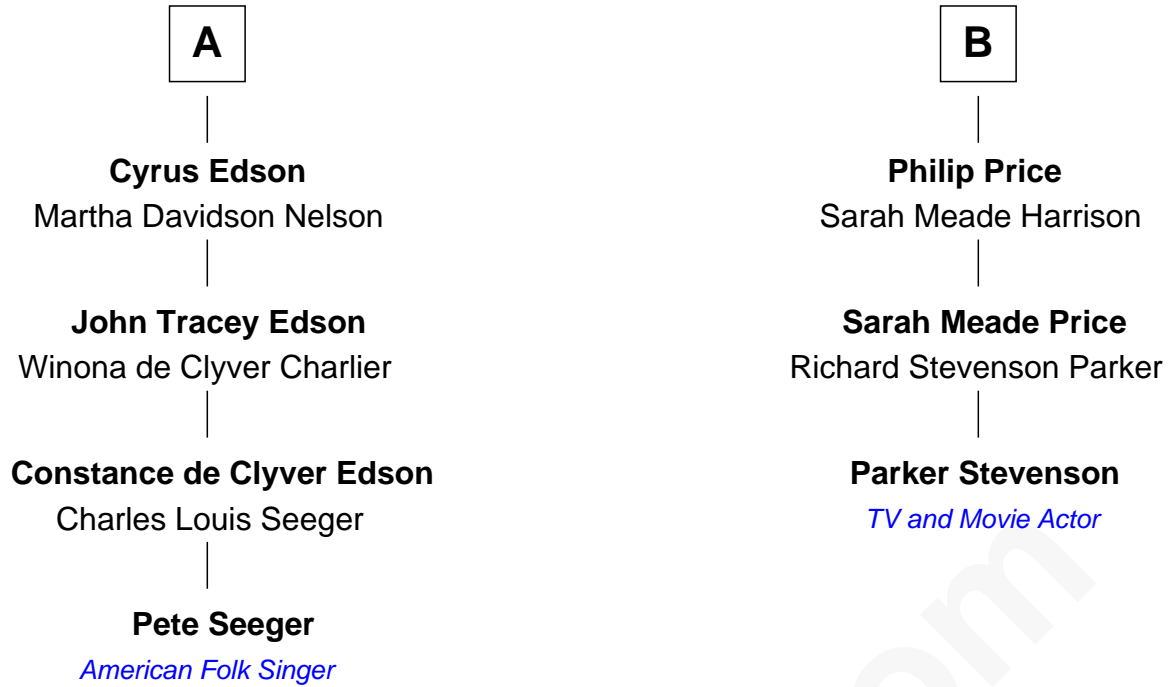 A
Cyrus Edson
Martha Davidson Nelson
John Tracey Edson
Winona de Clyver Charlier
Constance de Clyver Edson
Charles Louis Seeger
Pete Seeger
American Folk Singer
B
Philip Price
Sarah Meade Harrison
Sarah Meade Price
Richard Stevenson Parker
Parker Stevenson
TV and Movie Actor
om